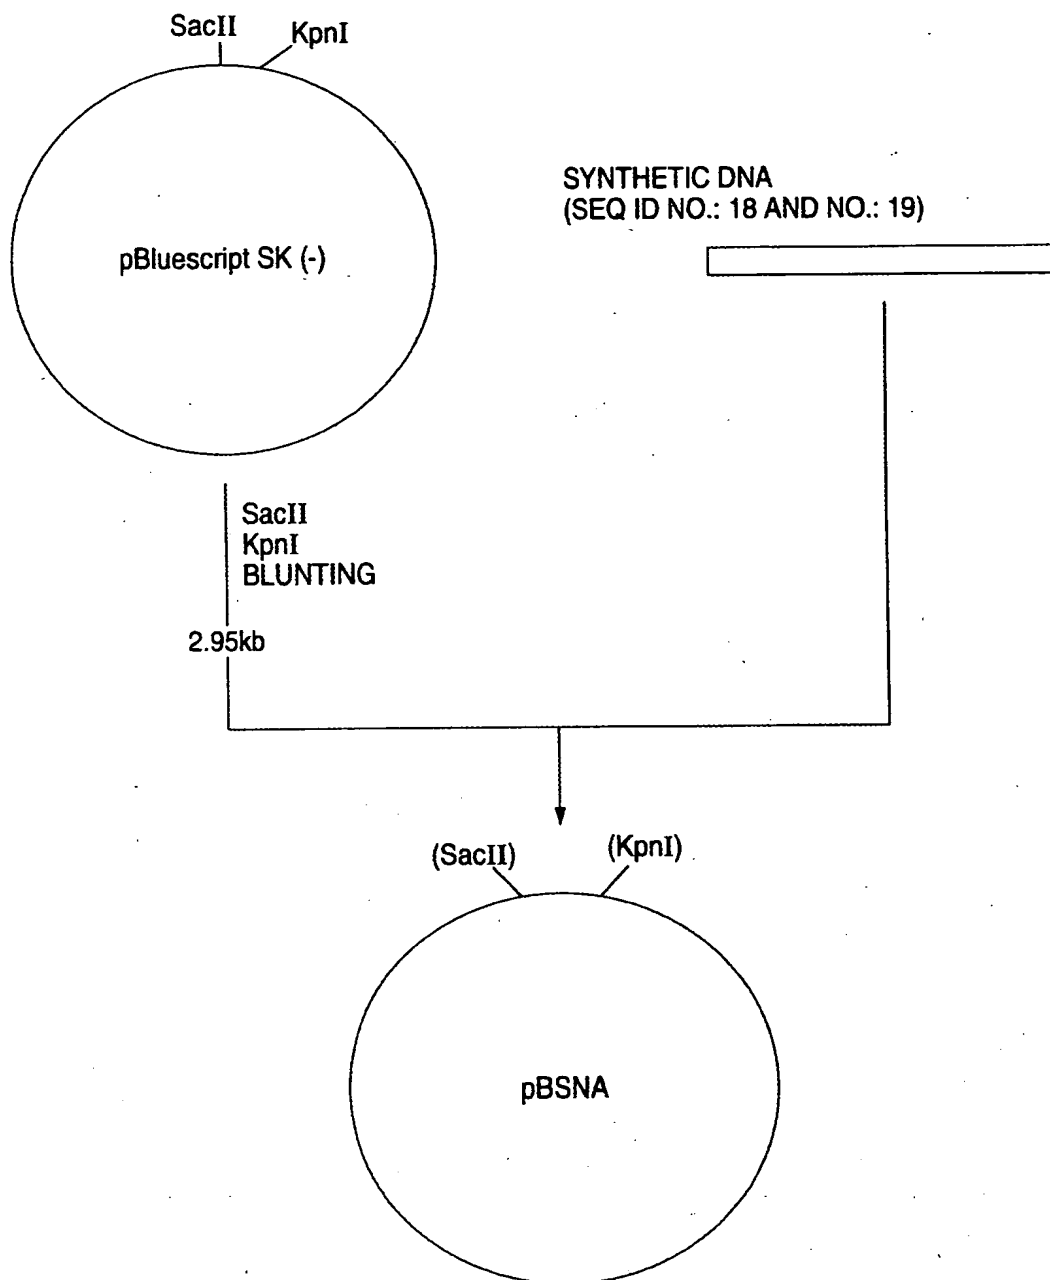 SacII
KpnI
pBluescript SK (-)
SYNTHETIC DNA
(SEQ ID NO.: 18 AND NO.: 19)
SacII
KpnI
BLUNTING
2.95kb
(SacII)
(KpnI)
pBSNA